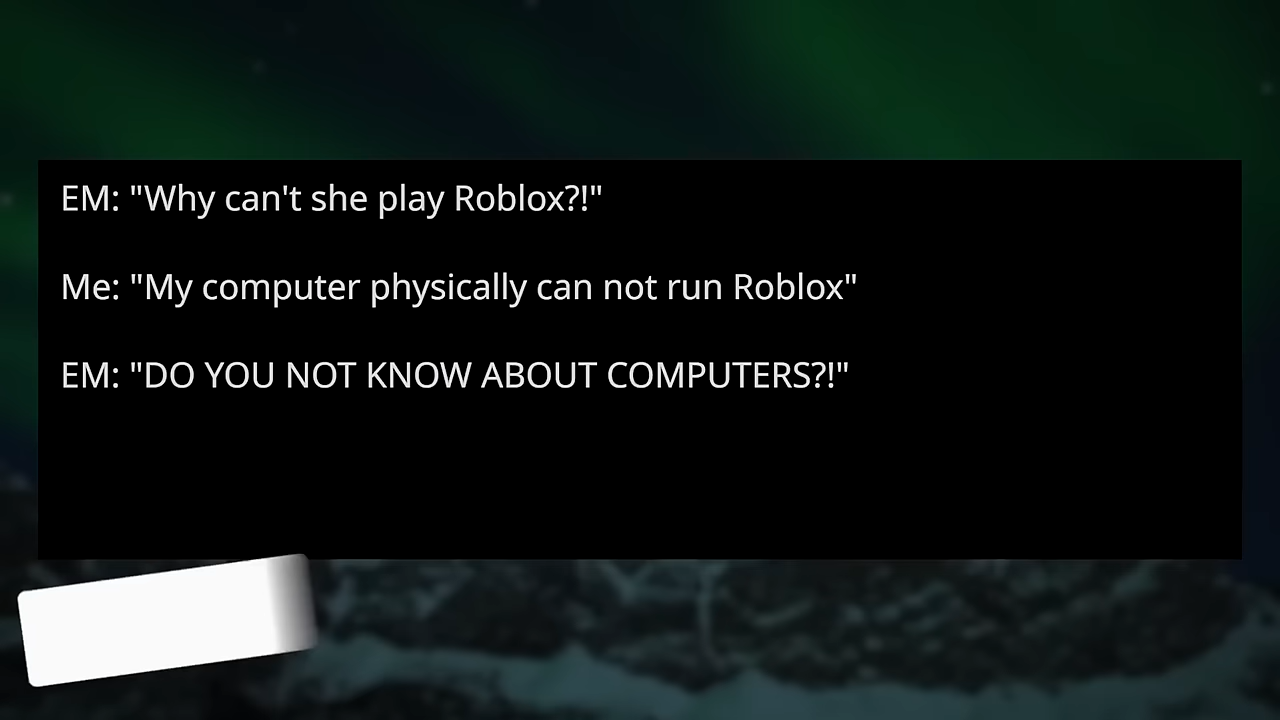 EM: "Why can't she play Roblox?!"
Me: "My computer physically can not run Roblox"
EM: "DO YOU NOT KNOW ABOUT COMPUTERS?!"